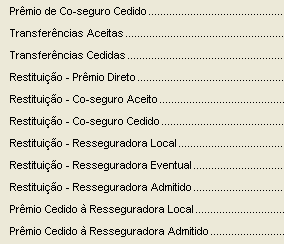 Prêmio de Co-seguro Cedido
Transferências Aceitas
Transferências Cedidas
Restituição - Prêmio Direto
Restituição - Co-seguro Aceito
Restituição - Co-seguro Cedido
Restituição - Resseguradora Local
Restituição - Resseguradora Eventual
Restituição - Resseguradora Admitido
Prêmio Cedido à Resseguradora Local
Prêmio Cedido à Resseguradora Admitido